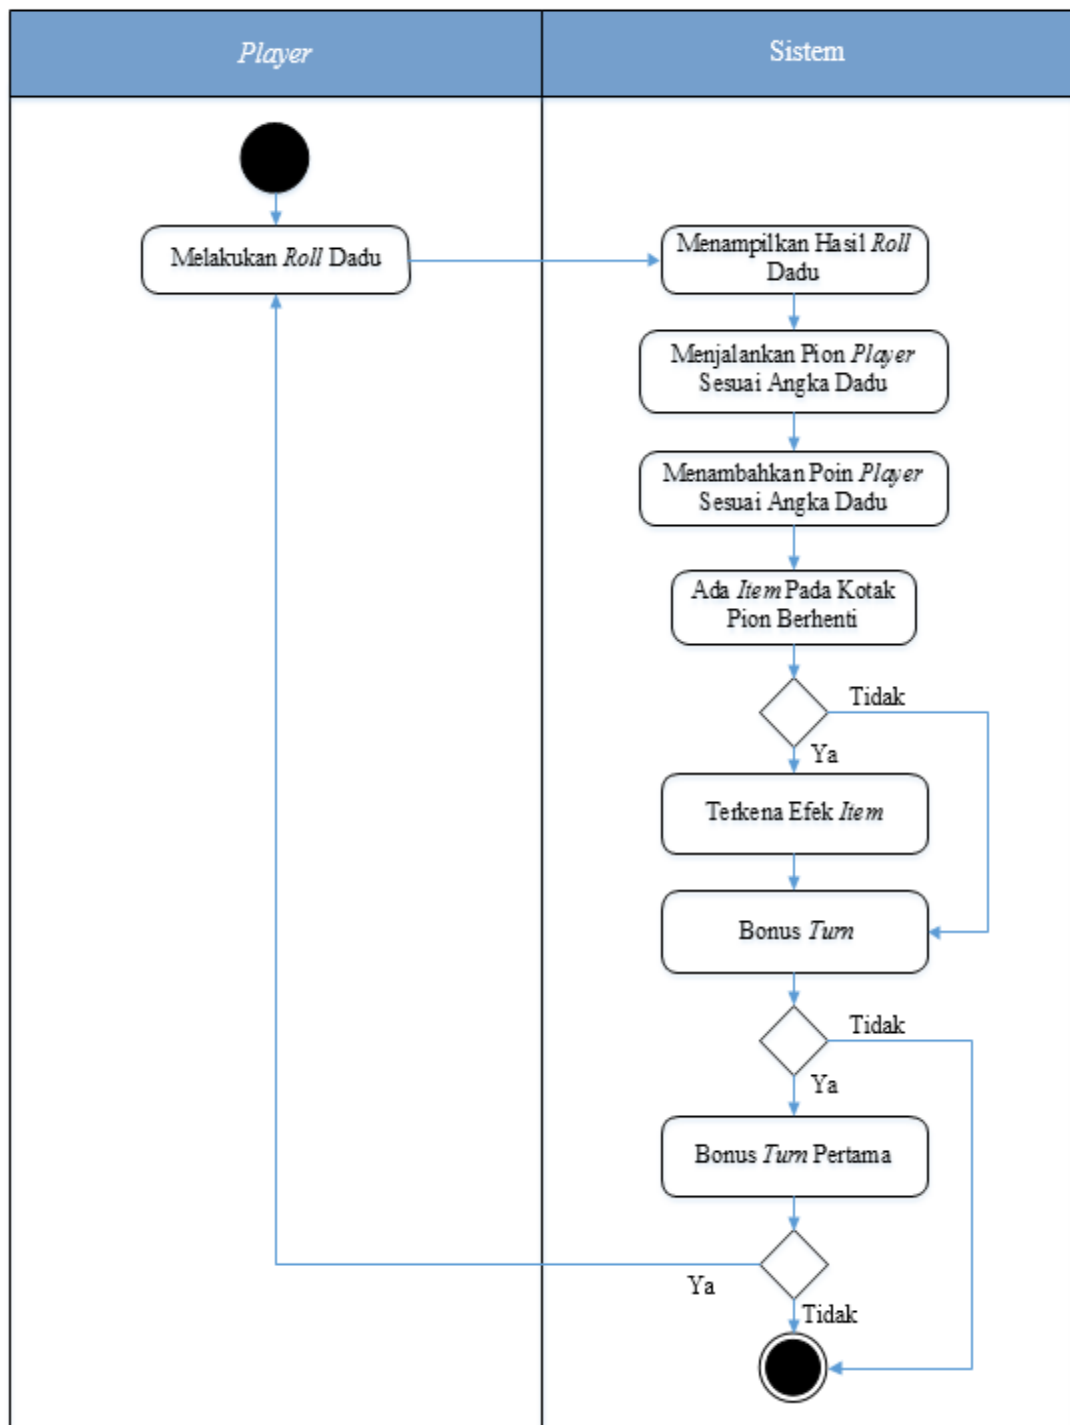 Player
Sistem
Melakukan Roll Dadu
Menampilkan Hasil Roll
Dadu
Menjalankan Pion Player
Sesuai Angka Dadu
Menambahkan Poin Player
Sesuai Angka Dadu
Ada Item Pada Kotak
Pion Berhenti
Tidak
Ya
Terkena Efek Item
Bonus Turn
Tidak
Ya
Bonus Turn Pertama
Ya
Tidak